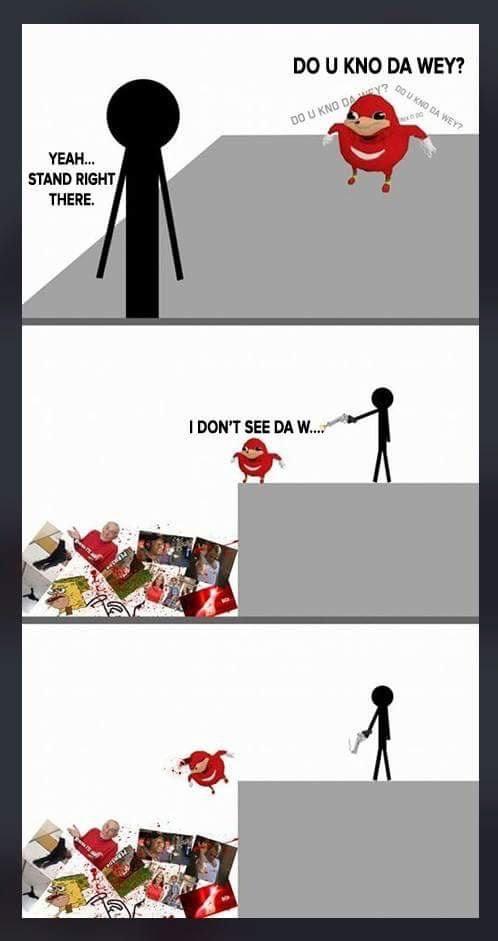 DO U KNO DA WEY?
DO U KNO DA WEY?
DO U KNO DA WEY?
YEAH...
STAND RIGHT
THERE.
I DON'T SEE DA W....